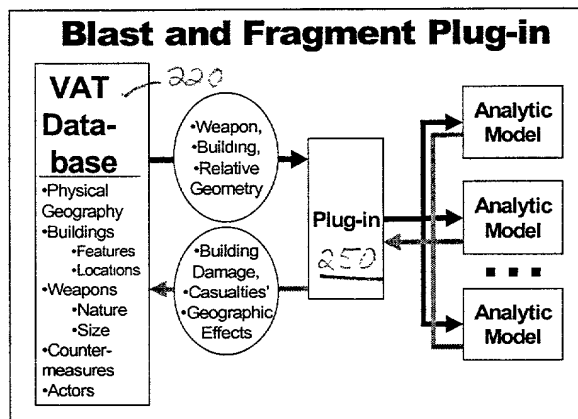 Blast and Fragment Plug-in
VAT
Data-
base
220
•Physical
Geography
•Buildings
•Features
•Locations
•Weapons
•Nature
•Size
•Counter-
measures
•Actors
•Weapon,
•Building,
•Relative
Geometry
•Building
Damage,
•Casualties'
•Geographic
Effects
Plug-in
250
Analytic
Model
Analytic
Model
Analytic
Model